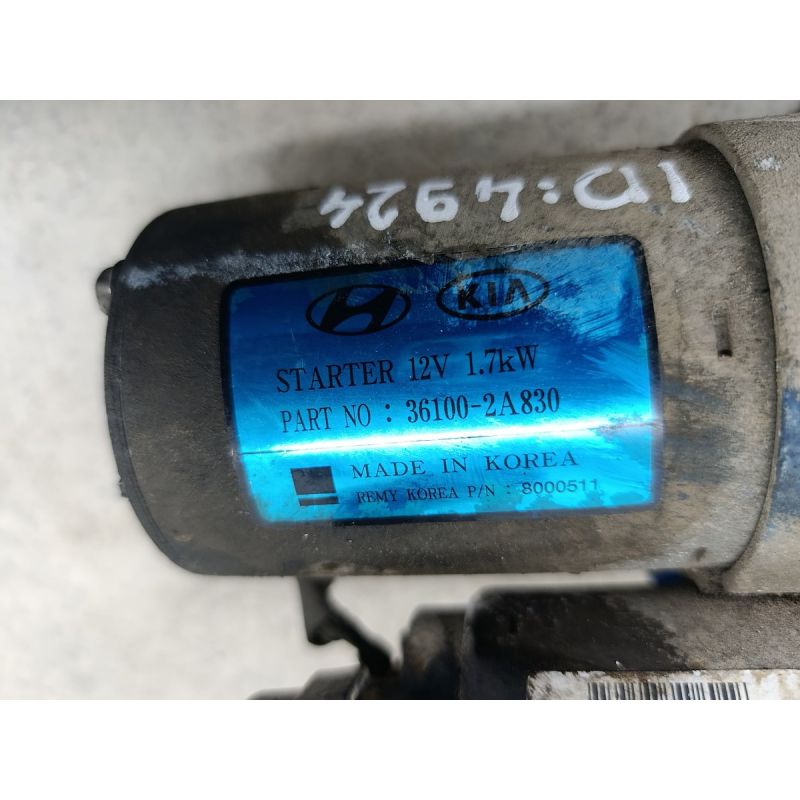 ID:4924
KIA
STARTER 12V 1.7kW
PART NO : 36100-2A830
MADE IN KOREA
REMY KOREA P/N : 8000511